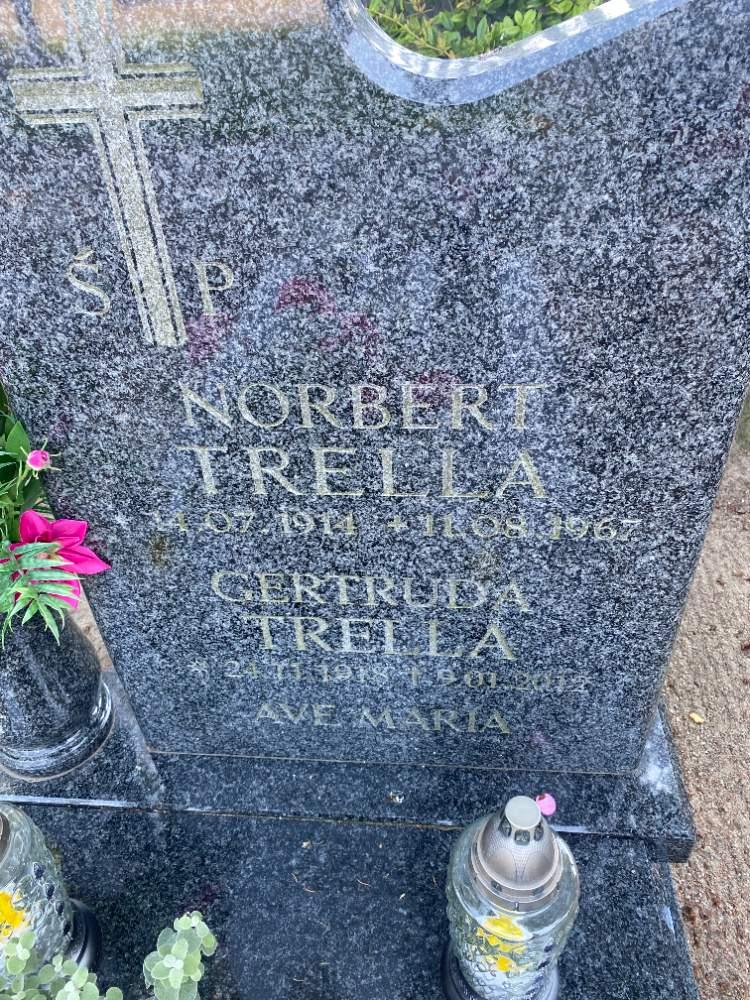 Ś P
NORBERT
TRELLA
14.07.1914 + 11.08.1967
GERTRUDA
TRELLA
* 24.11.1918 + 9.01.2012
AVE MARIA